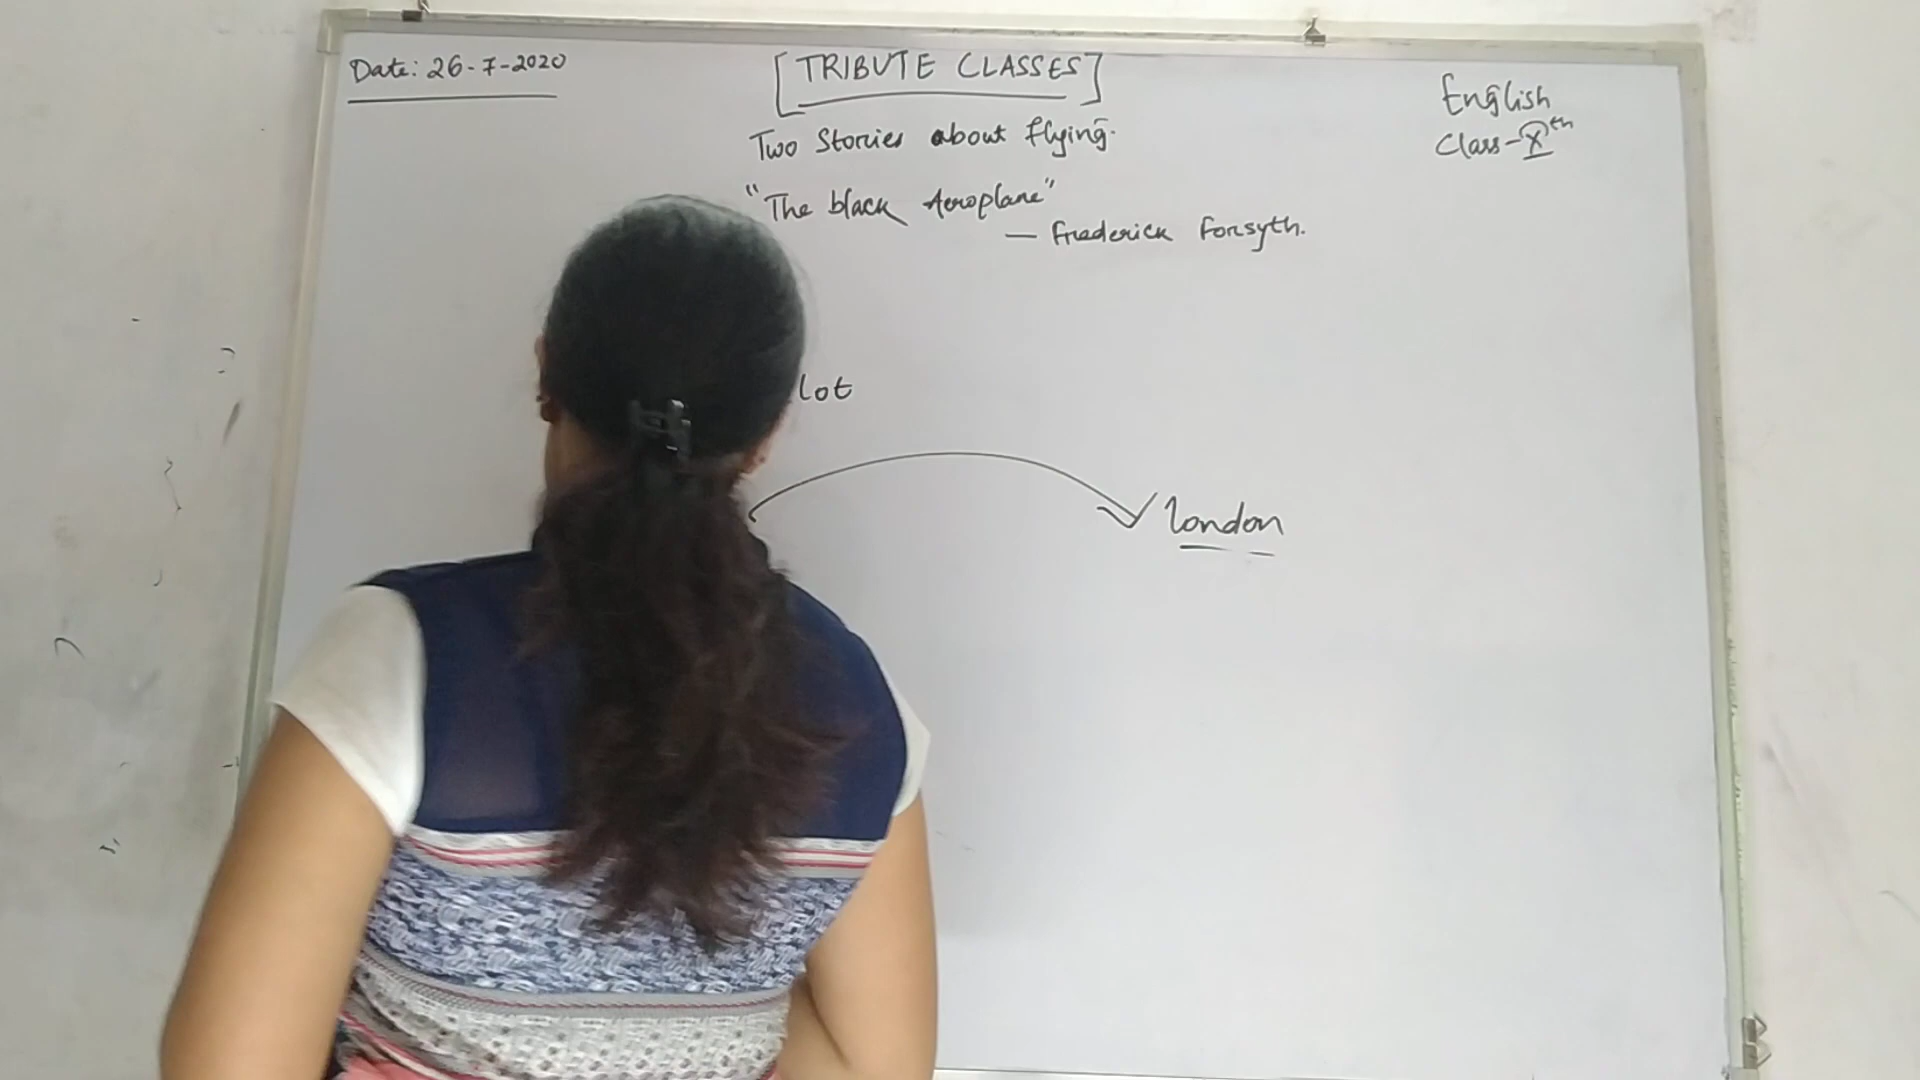 Date: 26-7-2020
[TRIBUTE CLASSES]
English
Class-Xth
Two Stories about flying.
"The black Aeroplane"
— Frederick Forsyth.
lot
London